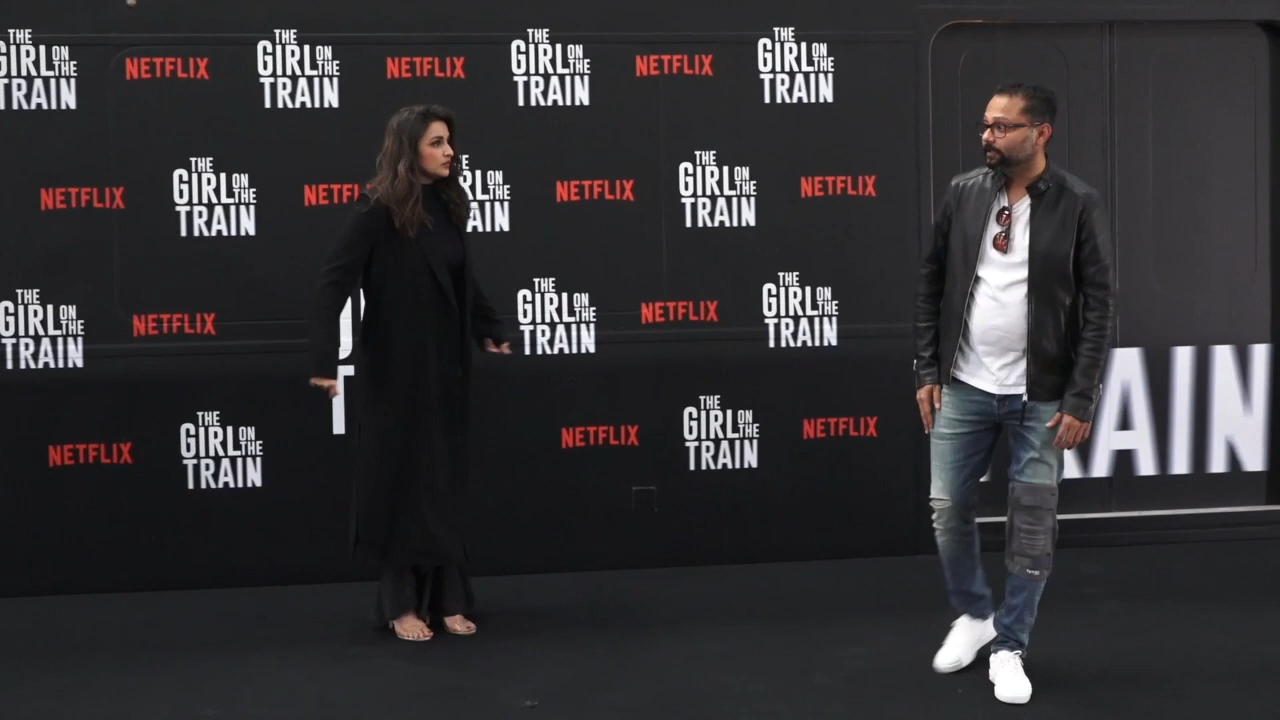 THE GIRL ON THE TRAIN NETFLIX THE GIRL ON THE TRAIN NETFLIX THE GIRL ON THE TRAIN NETFLIX THE GIRL ON THE TRAIN
NETFLIX THE GIRL ON THE TRAIN NETFLIX GIRL ON THE TRAIN NETFLIX THE GIRL ON THE TRAIN NETFLIX
THE GIRL ON THE TRAIN NETFLIX THE GIRL ON THE TRAIN NETFLIX THE GIRL ON THE TRAIN
NETFLIX THE GIRL ON THE TRAIN NETFLIX THE GIRL ON THE TRAIN NETFLIX
TRAIN